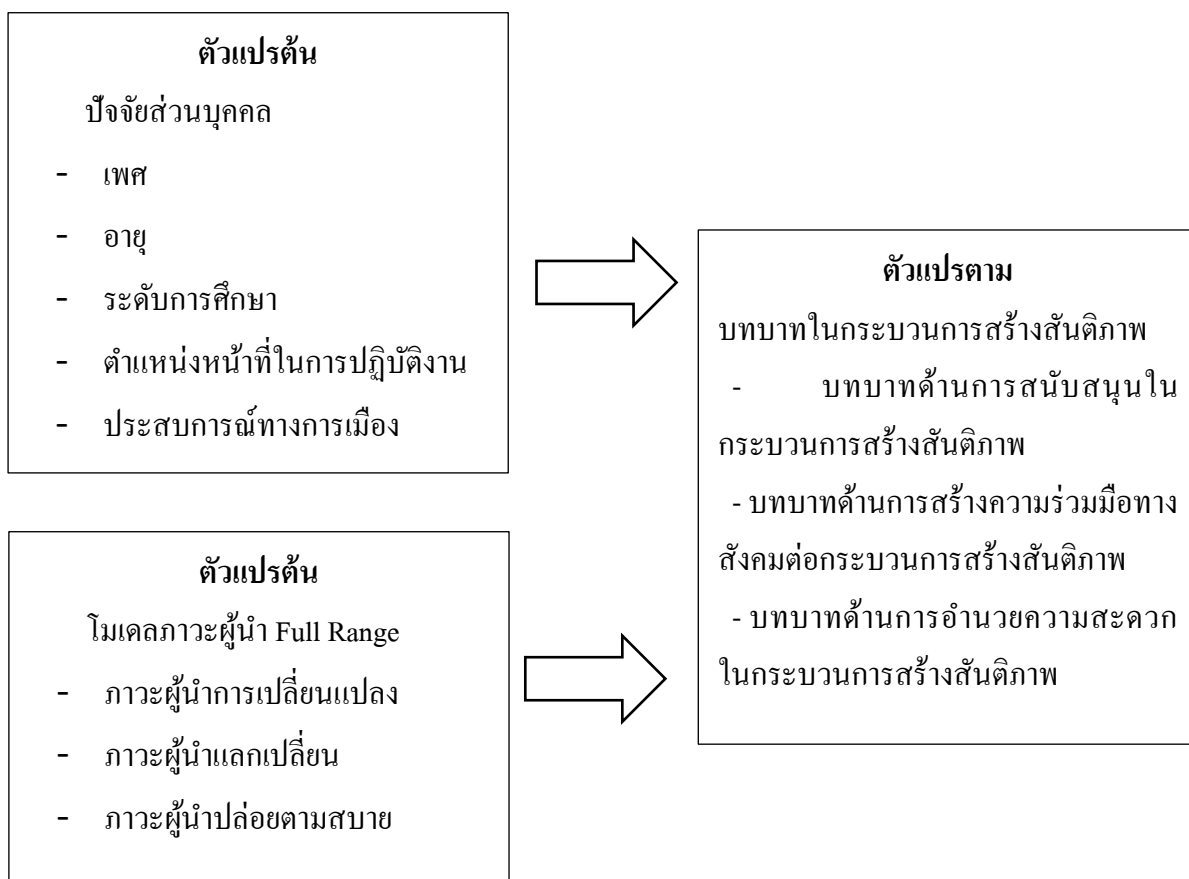 ตัวแปรต้น
ปัจจัยส่วนบุคคล
- เพศ
- อายุ
- ระดับการศึกษา
- ตำแหน่งหน้าที่ในการปฏิบัติงาน
- ประสบการณ์ทางการเมือง
ตัวแปรต้น
โมเดลภาวะผู้นำ Full Range
- ภาวะผู้นำการเปลี่ยนแปลง
- ภาวะผู้นำแลกเปลี่ยน
- ภาวะผู้นำปล่อยตามสบาย
ตัวแปรตาม
บทบาทในกระบวนการสร้างสันติภาพ
- บทบาทด้านการสนับสนุนใน
กระบวนการสร้างสันติภาพ
- บทบาทด้านการสร้างความร่วมมือทาง
สังคมต่อกระบวนการสร้างสันติภาพ
- บทบาทด้านการอำนวยความสะดวก
ในกระบวนการสร้างสันติภาพ